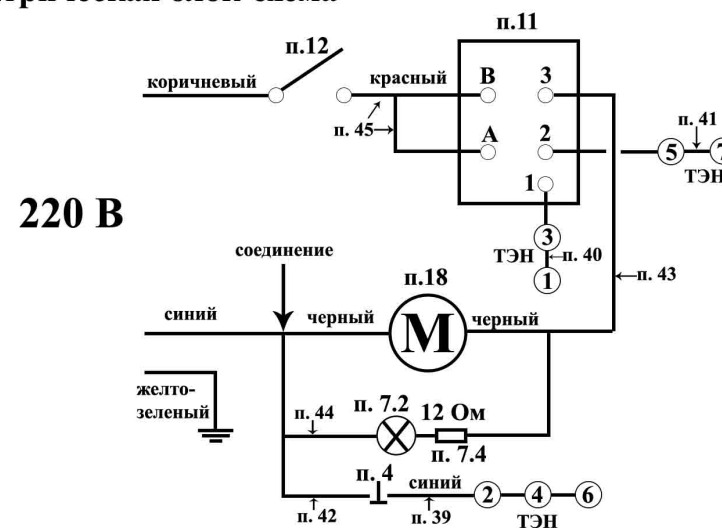 п.12
п.11
коричневый
красный
B
3
п. 45
A
2
п. 41
5
7
ТЭН
1
220 В
3
ТЭН
п. 40
1
соединение
п.18
п. 43
синий
черный
М
черный
желто-
зеленый
п. 44
п. 7.2
12 Ом
п. 7.4
п. 4
синий
2
4
6
п. 42
п. 39
ТЭН